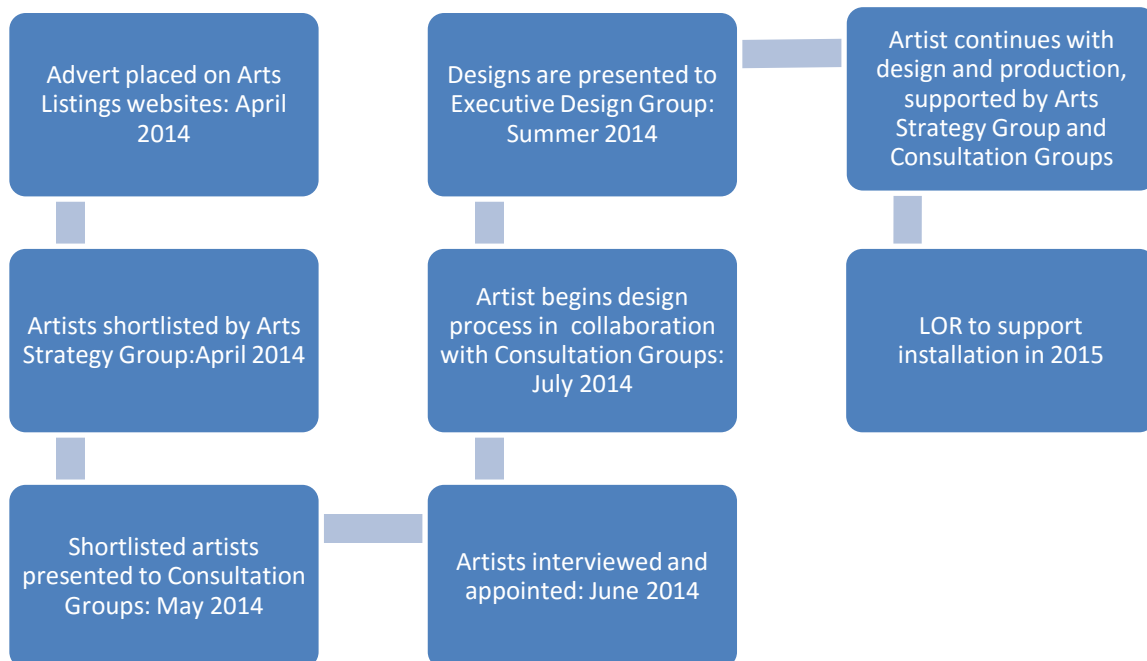 Advert placed on Arts
Listings websites: April
2014
Artists shortlisted by Arts
Strategy Group:April 2014
Shortlisted artists
presented to Consultation
Groups: May 2014
Artists interviewed and
appointed: June 2014
Artist begins design
process in  collaboration
with Consultation Groups:
July 2014
Designs are presented to
Executive Design Group:
Summer 2014
Artist continues with
design and production,
supported by Arts
Strategy Group and
Consultation Groups
LOR to support
installation in 2015